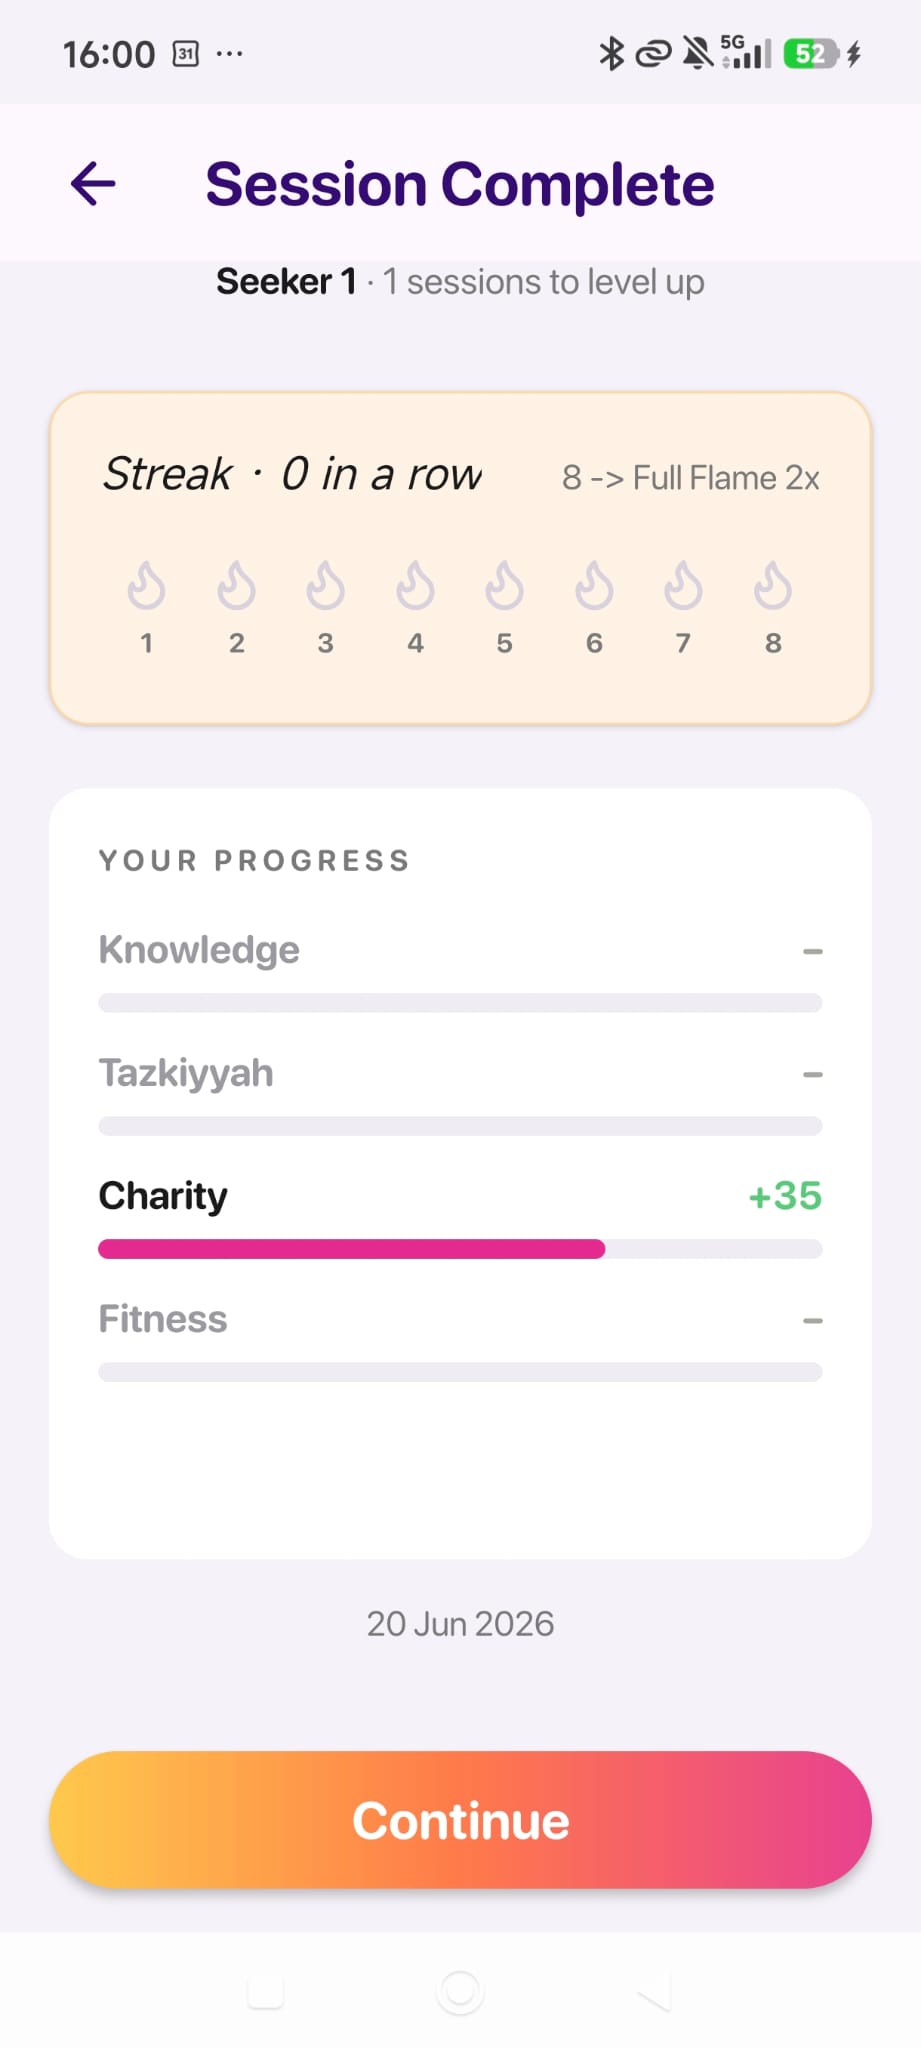 16:00 31 ... 5G 52
Session Complete
Seeker 1 · 1 sessions to level up
Streak · 0 in a row 8 -> Full Flame 2x
1 2 3 4 5 6 7 8
YOUR PROGRESS
Knowledge –
Tazkiyyah –
Charity +35
Fitness –
20 Jun 2026
Continue